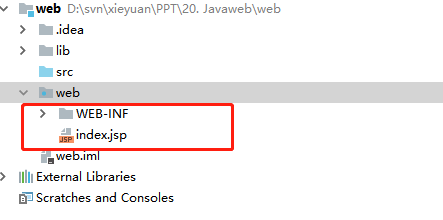 web D:\svn\xieyuan\PPT\20. Javaweb\web
.idea
lib
src
web
WEB-INF
JSP index.jsp
web.iml
External Libraries
Scratches and Consoles